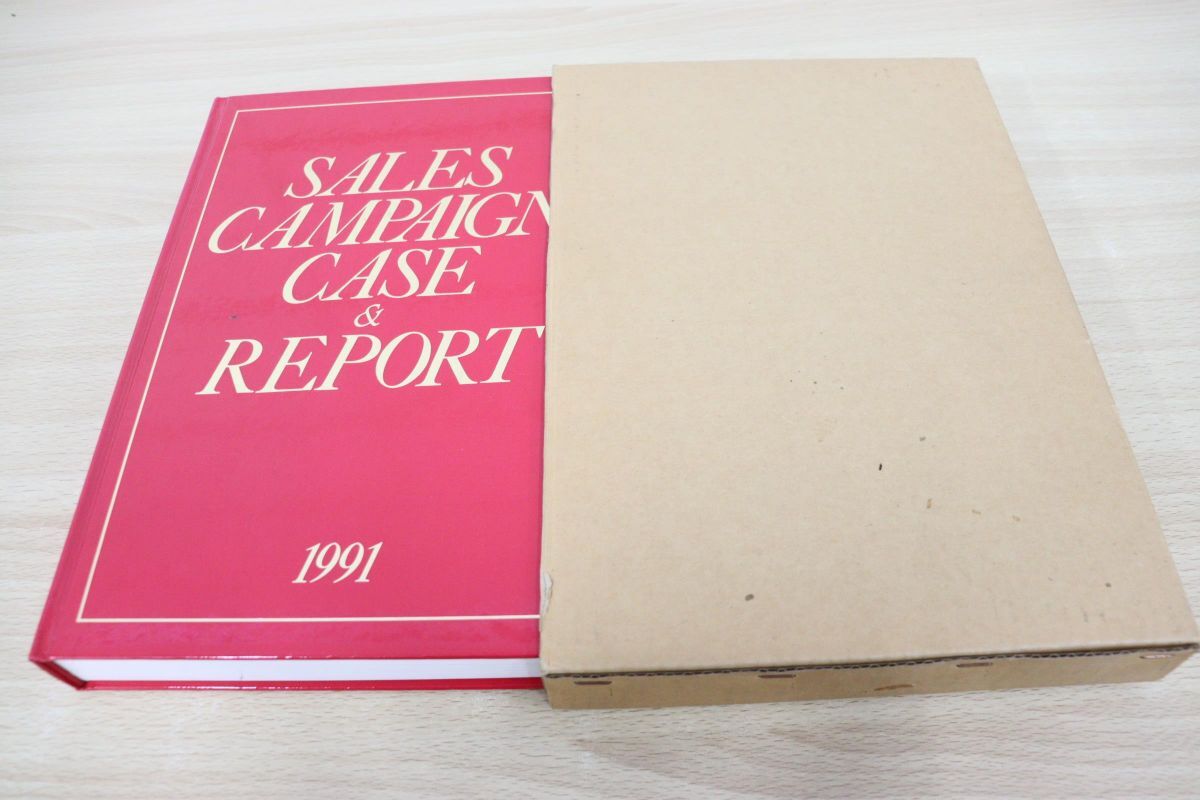 SALES
CAMPAIGN
CASE
&
REPORT
1991